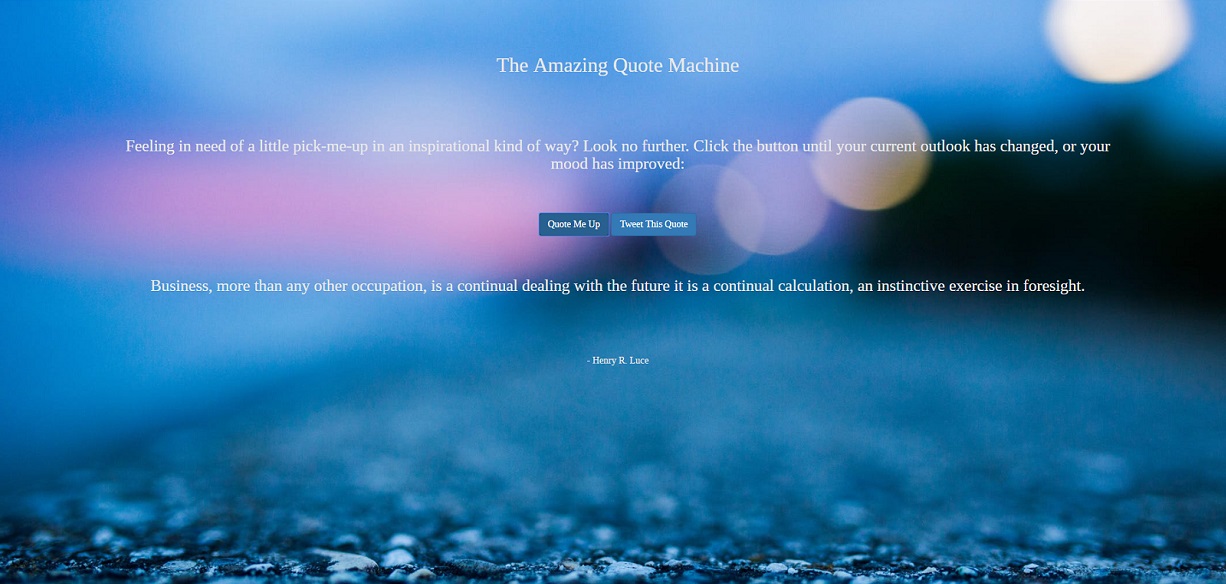 The Amazing Quote Machine
Feeling in need of a little pick-me-up in an inspirational kind of way? Look no further. Click the button until your current outlook has changed, or your
mood has improved:
Quote Me Up Tweet This Quote
Business, more than any other occupation, is a continual dealing with the future it is a continual calculation, an instinctive exercise in foresight.
- Henry R. Luce